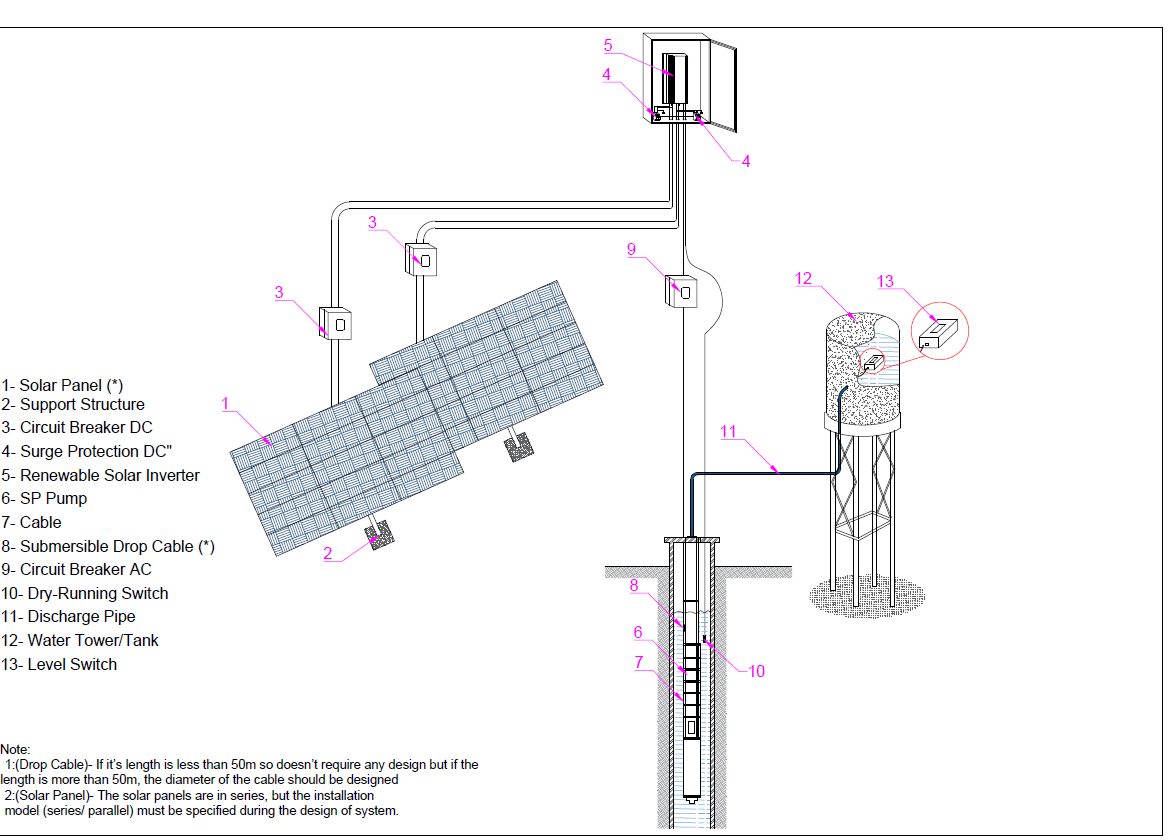 5
4
4
3
9
3
12
13
1- Solar Panel (*)
2- Support Structure
3- Circuit Breaker DC
4- Surge Protection DC"
5- Renewable Solar Inverter
6- SP Pump
7- Cable
8- Submersible Drop Cable (*)
9- Circuit Breaker AC
10- Dry-Running Switch
11- Discharge Pipe
12- Water Tower/Tank
13- Level Switch
1
11
2
8
6
7
10
Note:
1:(Drop Cable)- If it's length is less than 50m so doesn't require any design but if the
length is more than 50m, the diameter of the cable should be designed
2:(Solar Panel)- The solar panels are in series, but the installation
model (series/ parallel) must be specified during the design of system.